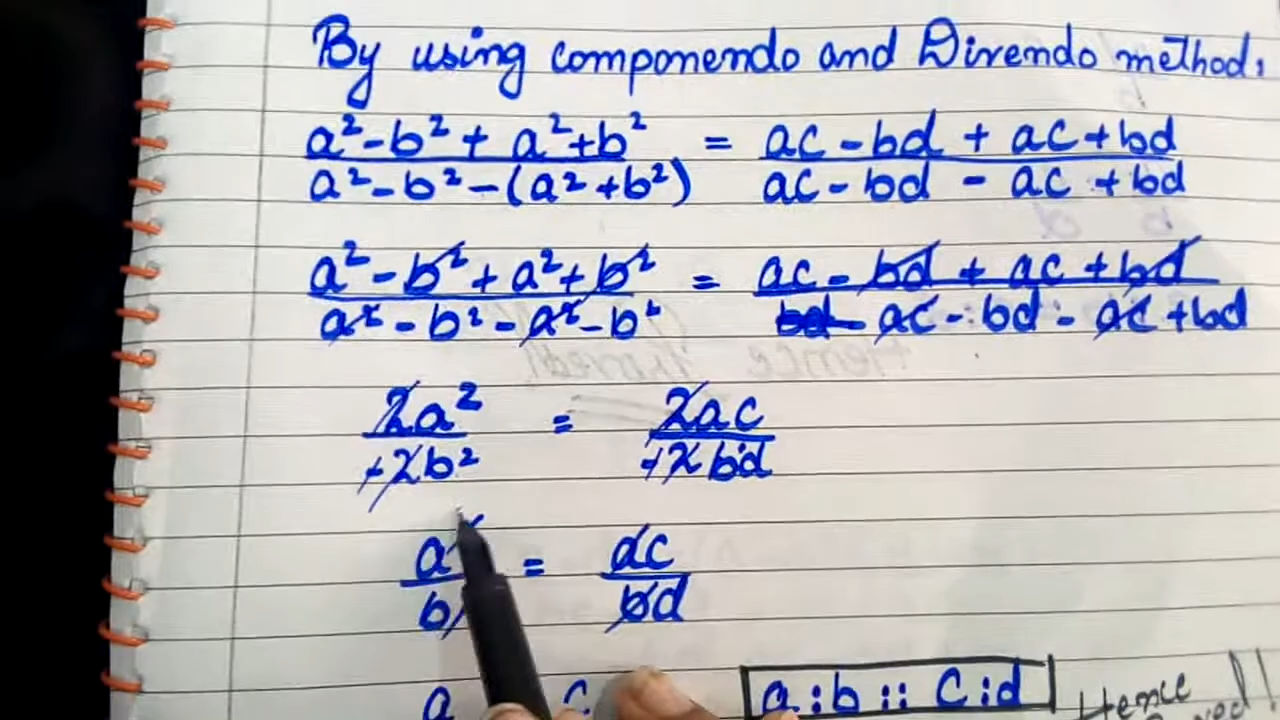 By using componendo and Divendo method,
a²-b² + a²+b² / a²-b²-(a²+b²) = ac-bd + ac+bd / ac-bd - ac +bd
a²-b²+a²+b² / a²-b²-a²-b² = ac-bd + ac+bd / ac-bd-ac+bd
2a² / -2b² = 2ac / -2bd
a² / b = ac / bd
a c a:b::c:d Hence